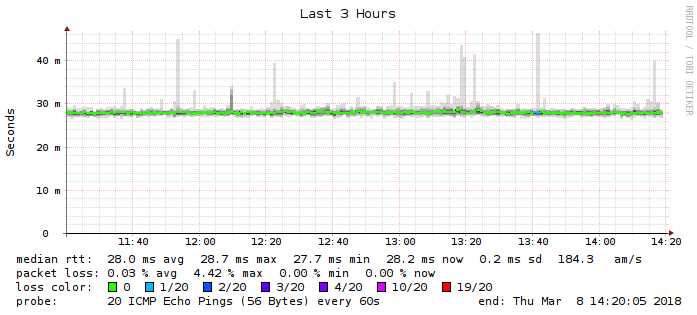 Last 3 Hours
RRDTOOL / TOBI OETIKER
Seconds
40 m
30 m
20 m
10 m
0
11:40 12:00 12:20 12:40 13:00 13:20 13:40 14:00 14:20
median rtt: 28.0 ms avg 28.7 ms max 27.7 ms min 28.2 ms now 0.2 ms sd 184.3 am/s
packet loss: 0.03 % avg 4.42 % max 0.00 % min 0.00 % now
loss color: 0 1/20 2/20 3/20 4/20 10/20 19/20
probe: 20 ICMP Echo Pings (56 Bytes) every 60s end: Thu Mar 8 14:20:05 2018